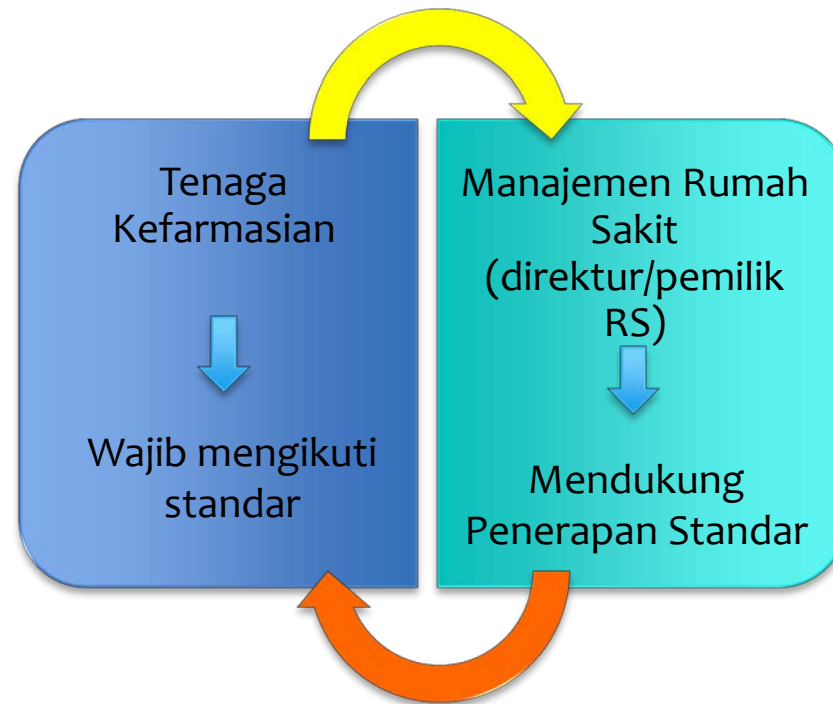 Tenaga
Kefarmasian
Wajib mengikuti
standar
Manajemen Rumah
Sakit
(direktur/pemilik
RS)
Mendukung
Penerapan Standar